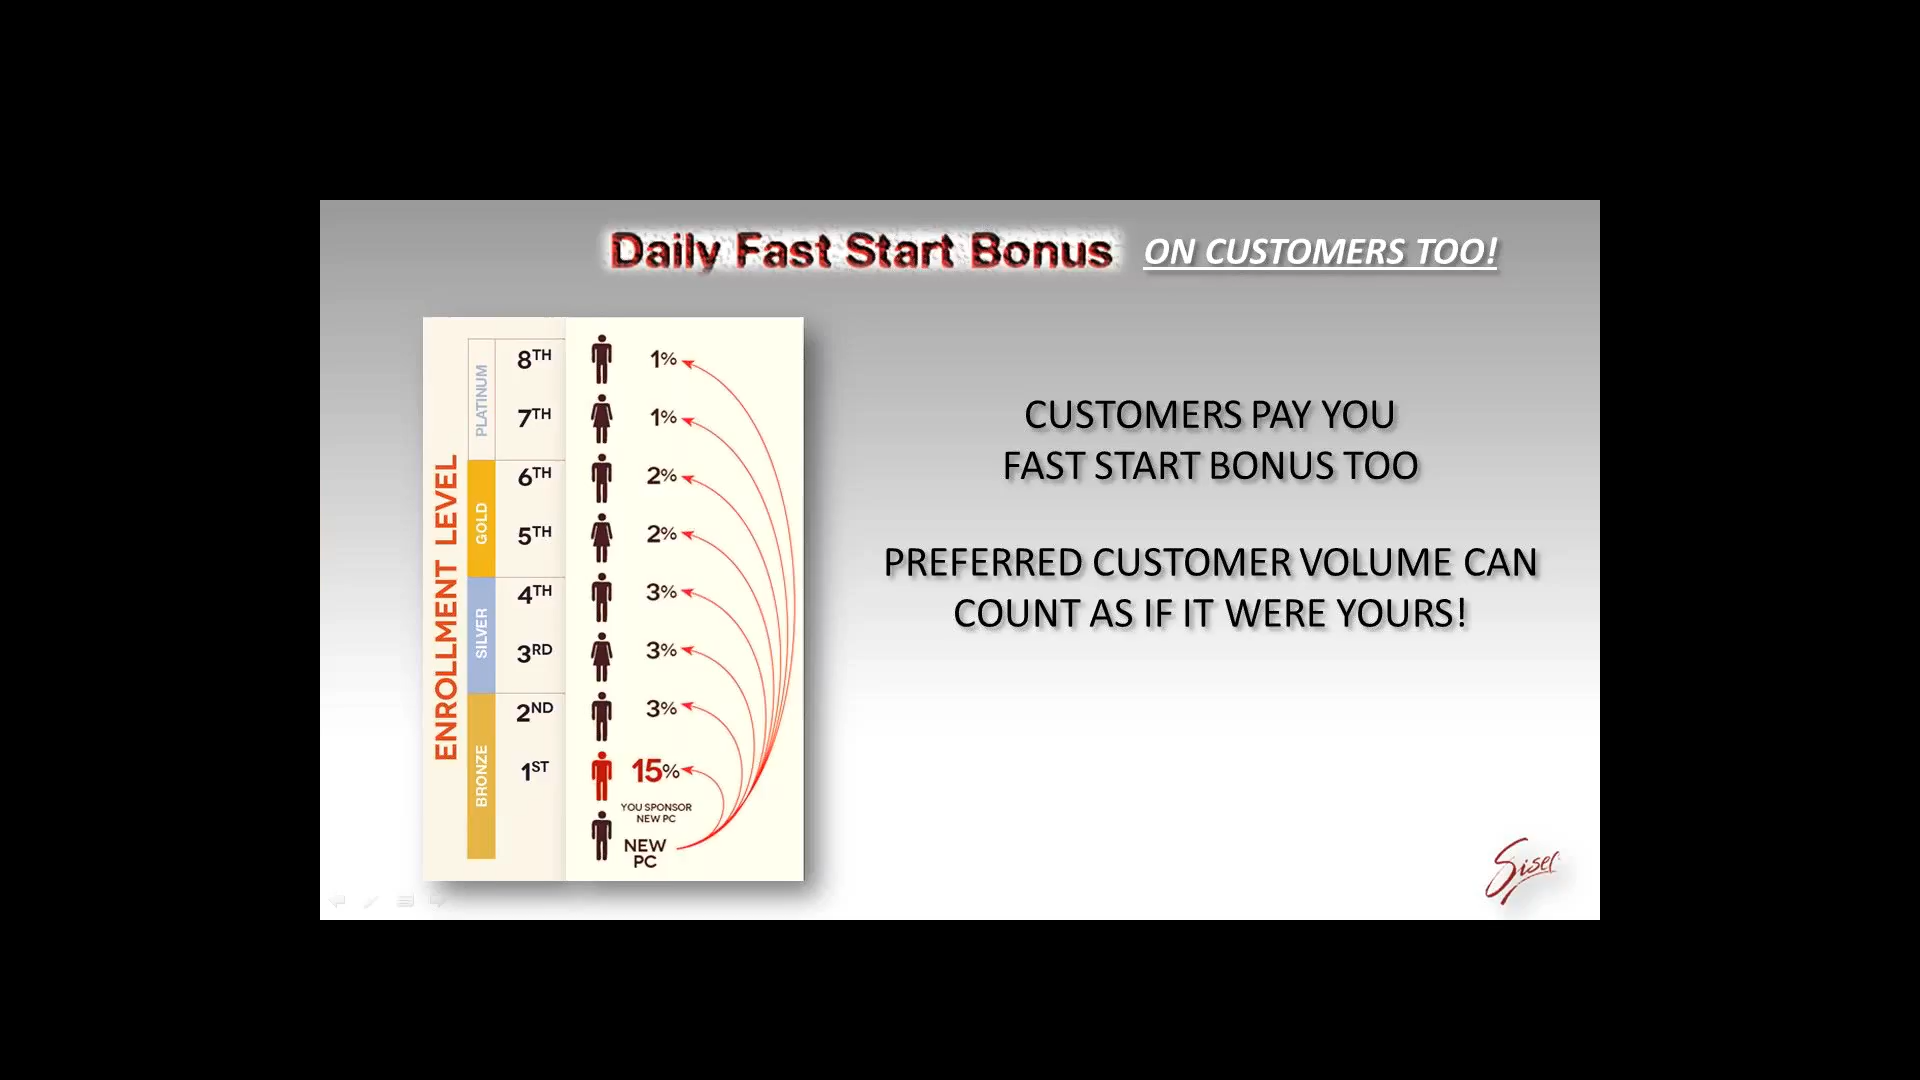 Daily Fast Start Bonus ON CUSTOMERS TOO!
ENROLLMENT LEVEL
PLATINUM
GOLD
SILVER
BRONZE
8TH 1%
7TH 1%
6TH 2%
5TH 2%
4TH 3%
3RD 3%
2ND 3%
1ST 15%
YOU SPONSOR
NEW PC
NEW
PC
CUSTOMERS PAY YOU
FAST START BONUS TOO
PREFERRED CUSTOMER VOLUME CAN
COUNT AS IF IT WERE YOURS!
Sisel